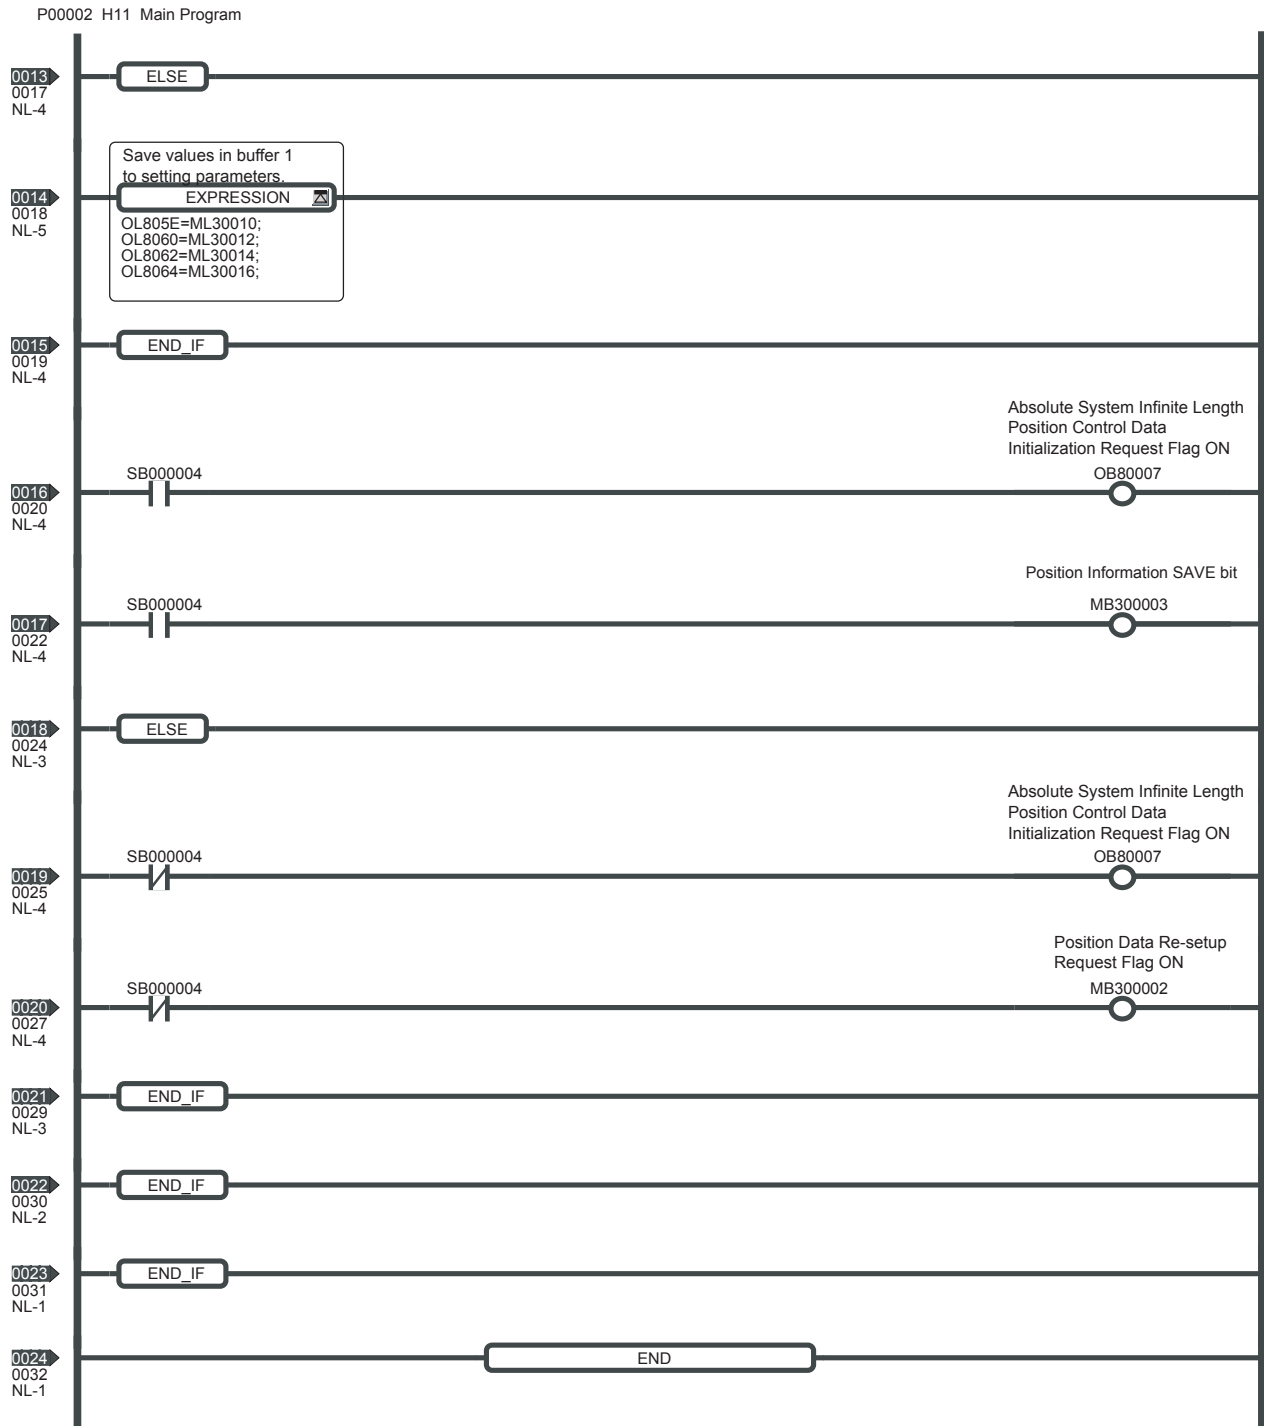 P00002 H11 Main Program
0013
0017
NL-4
ELSE
Save values in buffer 1
to setting parameters.
0014
0018
NL-5
EXPRESSION
OL805E=ML30010;
OL8060=ML30012;
OL8062=ML30014;
OL8064=ML30016;
0015
0019
NL-4
END_IF
Absolute System Infinite Length
Position Control Data
Initialization Request Flag ON
SB000004
OB80007
0016
0020
NL-4
Position Information SAVE bit
SB000004
MB300003
0017
0022
NL-4
0018
0024
NL-3
ELSE
Absolute System Infinite Length
Position Control Data
Initialization Request Flag ON
SB000004
OB80007
0019
0025
NL-4
Position Data Re-setup
Request Flag ON
SB000004
MB300002
0020
0027
NL-4
0021
0029
NL-3
END_IF
0022
0030
NL-2
END_IF
0023
0031
NL-1
END_IF
0024
0032
NL-1
END